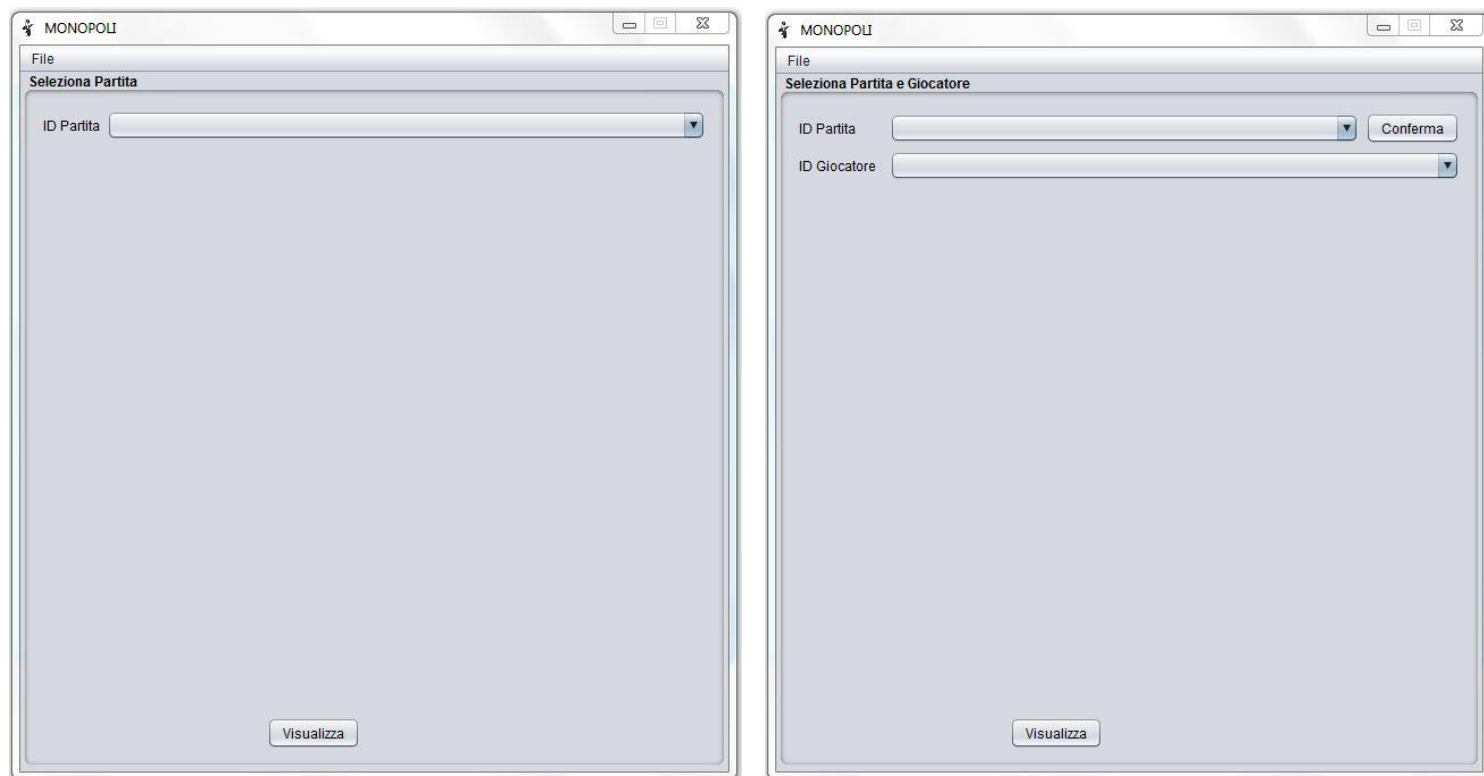 MONOPOLI
File
Seleziona Partita
ID Partita
Visualizza
MONOPOLI
File
Seleziona Partita e Giocatore
ID Partita
Conferma
ID Giocatore
Visualizza